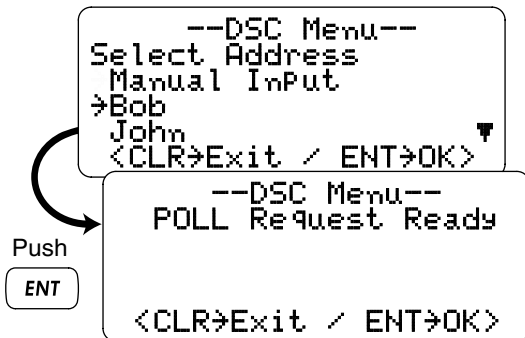 --DSC Menu--
Select Address
Manual InPut
→Bob
John ▼
<CLR→Exit / ENT→OK>
--DSC Menu--
POLL Request Ready
Push
ENT
<CLR→Exit / ENT→OK>